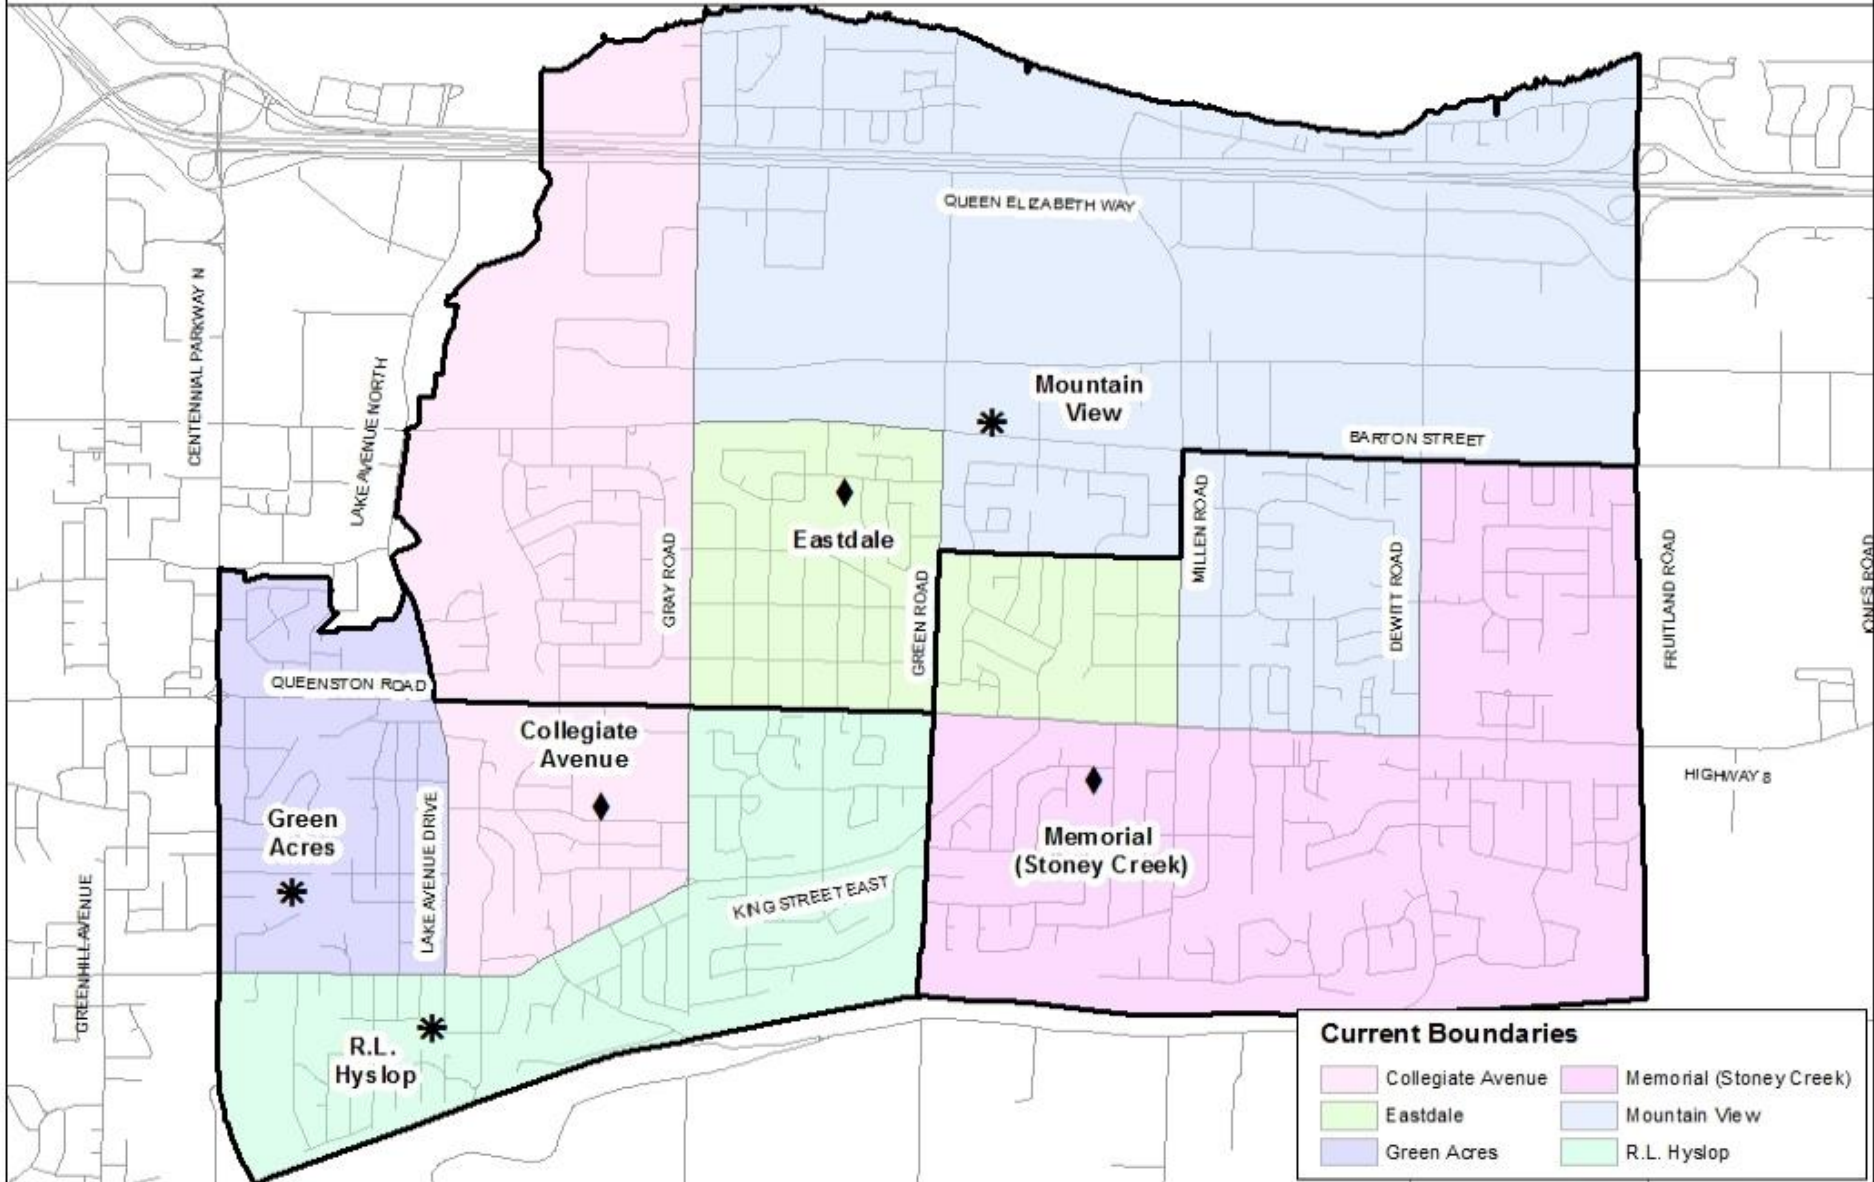 QUEEN ELIZABETH WAY
CENTENNIAL PARKWAY N
LAKE AVENUE NORTH
Mountain
View
BARTON STREET
Eastdale
GRAY ROAD
GREEN ROAD
MILLEN ROAD
DEWITT ROAD
FRUITLAND ROAD
JONES ROAD
QUEENSTON ROAD
Collegiate
Avenue
HIGHWAY 8
Green
Acres
LAKE AVENUE DRIVE
Memorial
(Stoney Creek)
KING STREET EAST
GREENHILL AVENUE
R.L.
Hyslop
Current Boundaries
Collegiate Avenue
Memorial (Stoney Creek)
Eastdale
Mountain View
Green Acres
R.L. Hyslop